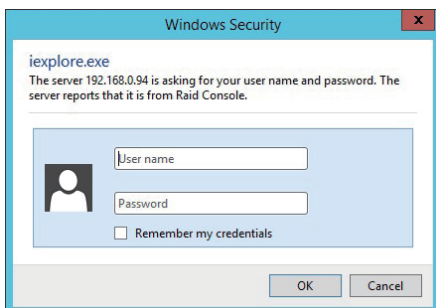 Windows Security
x
iexplore.exe
The server 192.168.0.94 is asking for your user name and password. The
server reports that it is from Raid Console.
User name
Password
Remember my credentials
OK Cancel